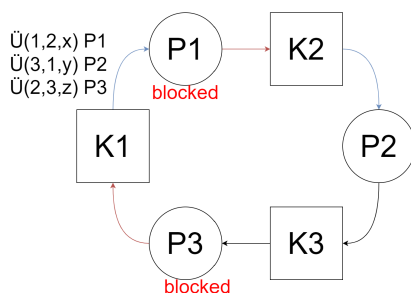 Ü(1,2,x) P1
Ü(3,1,y) P2
Ü(2,3,z) P3
P1
K2
blocked
K1
P2
P3
K3
blocked